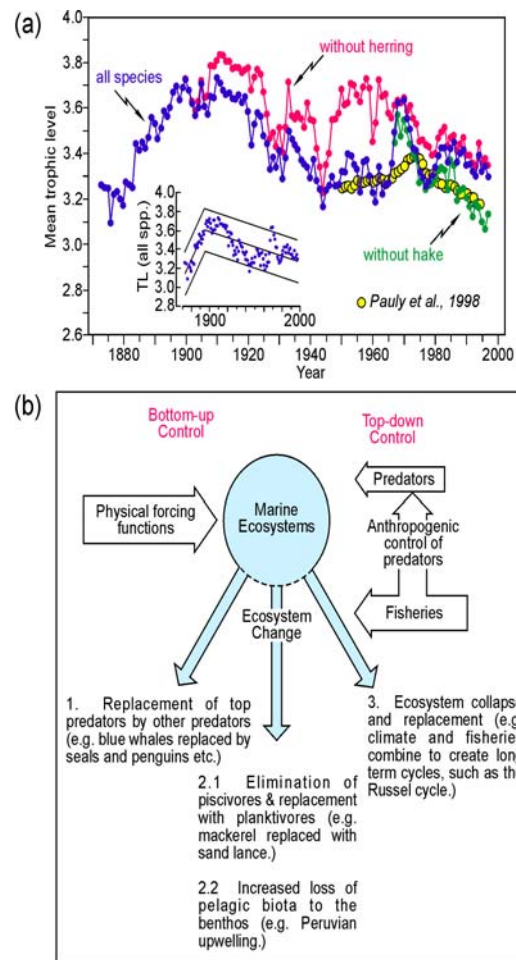 (a)
4.0
3.8
3.6
3.4
3.2
3.0
2.8
2.6
Mean trophic level
all species
without herring
without hake
Pauly et al., 1998
TL (all spp.)
4.0
3.8
3.6
3.4
3.2
3.0
2.8
1900
2000
1880
1900
1920
1940
1960
1980
2000
Year
(b)
Bottom-up
Control
Top-down
Control
Physical forcing
functions
Marine
Ecosystems
Predators
Anthropogenic
control of
predators
Fisheries
Ecosystem
Change
1. Replacement of top
predators by other predators
(e.g. blue whales replaced by
seals and penguins etc.)
2.1 Elimination of
piscivores & replacement
with planktivores (e.g.
mackerel replaced with
sand lance.)
2.2 Increased loss of
pelagic biota to the
benthos (e.g. Peruvian
upwelling.)
3. Ecosystem collapse
and replacement (e.g
climate and fisheries
combine to create long
term cycles, such as the
Russel cycle.)